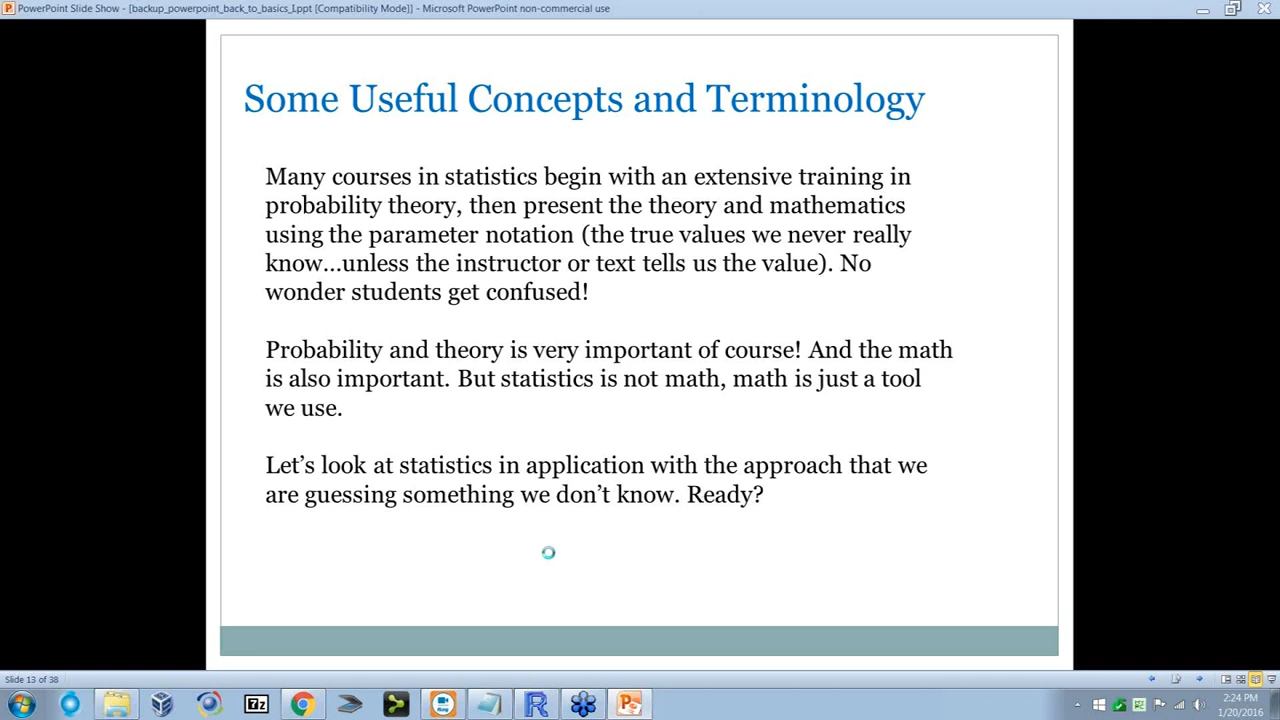 PowerPoint Slide Show - [backup_powerpoint_back_to_basics_I.ppt [Compatibility Mode]] - Microsoft PowerPoint non-commercial use
Some Useful Concepts and Terminology
Many courses in statistics begin with an extensive training in
probability theory, then present the theory and mathematics
using the parameter notation (the true values we never really
know...unless the instructor or text tells us the value). No
wonder students get confused!
Probability and theory is very important of course! And the math
is also important. But statistics is not math, math is just a tool
we use.
Let’s look at statistics in application with the approach that we
are guessing something we don’t know. Ready?
Slide 13 of 38
7z
R
2:24 PM
1/20/2016